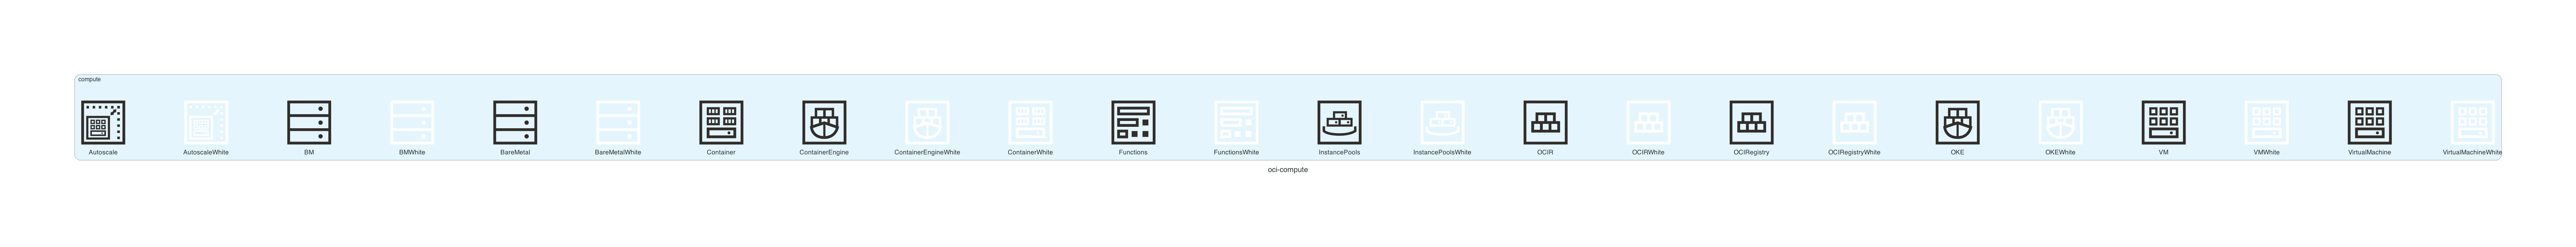 compute
Autoscale
AutoscaleWhite
BM
BMWhite
BareMetal
BareMetalWhite
Container
ContainerEngine
ContainerEngineWhite
ContainerWhite
Functions
FunctionsWhite
InstancePools
InstancePoolsWhite
OCIR
OCIRWhite
OCIRegistry
OCIRegistryWhite
OKE
OKEWhite
VM
VMWhite
VirtualMachine
VirtualMachineWhite
oci-compute